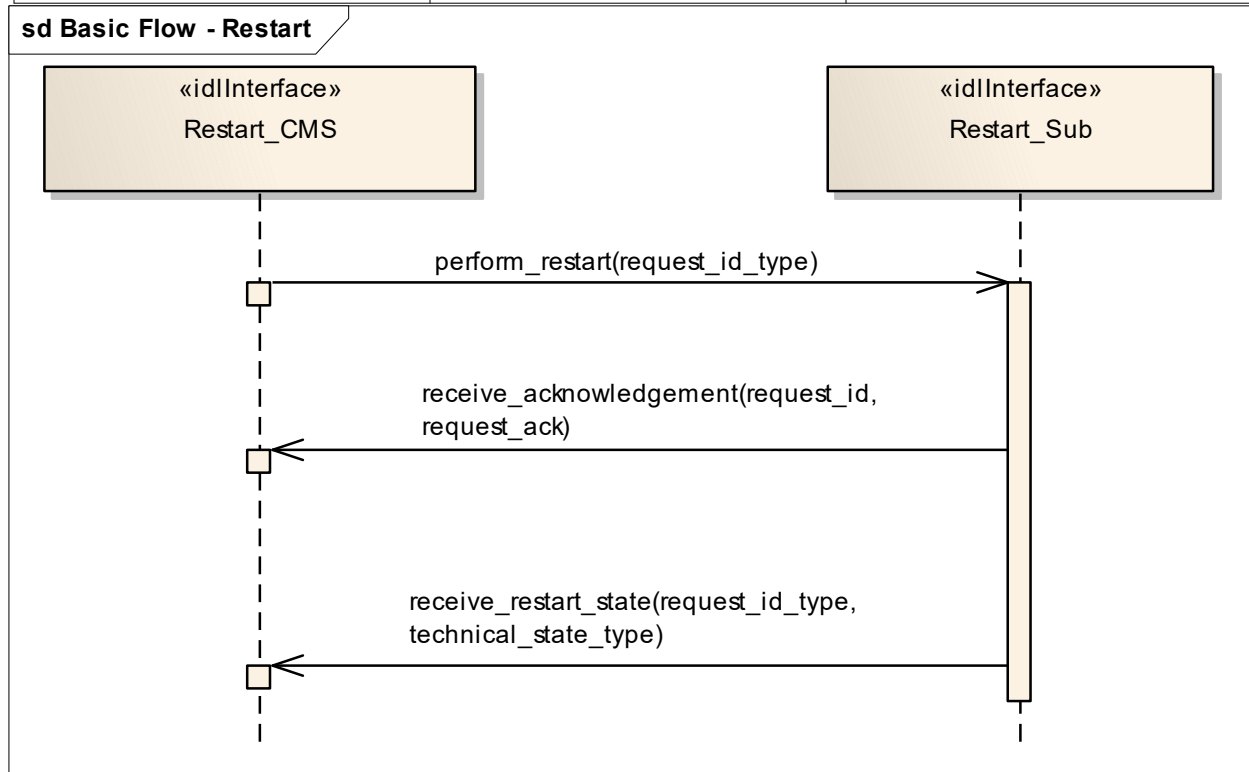 sd Basic Flow - Restart
«idlInterface»
Restart_CMS
«idlInterface»
Restart_Sub
perform_restart(request_id_type)
receive_acknowledgement(request_id,
request_ack)
receive_restart_state(request_id_type,
technical_state_type)